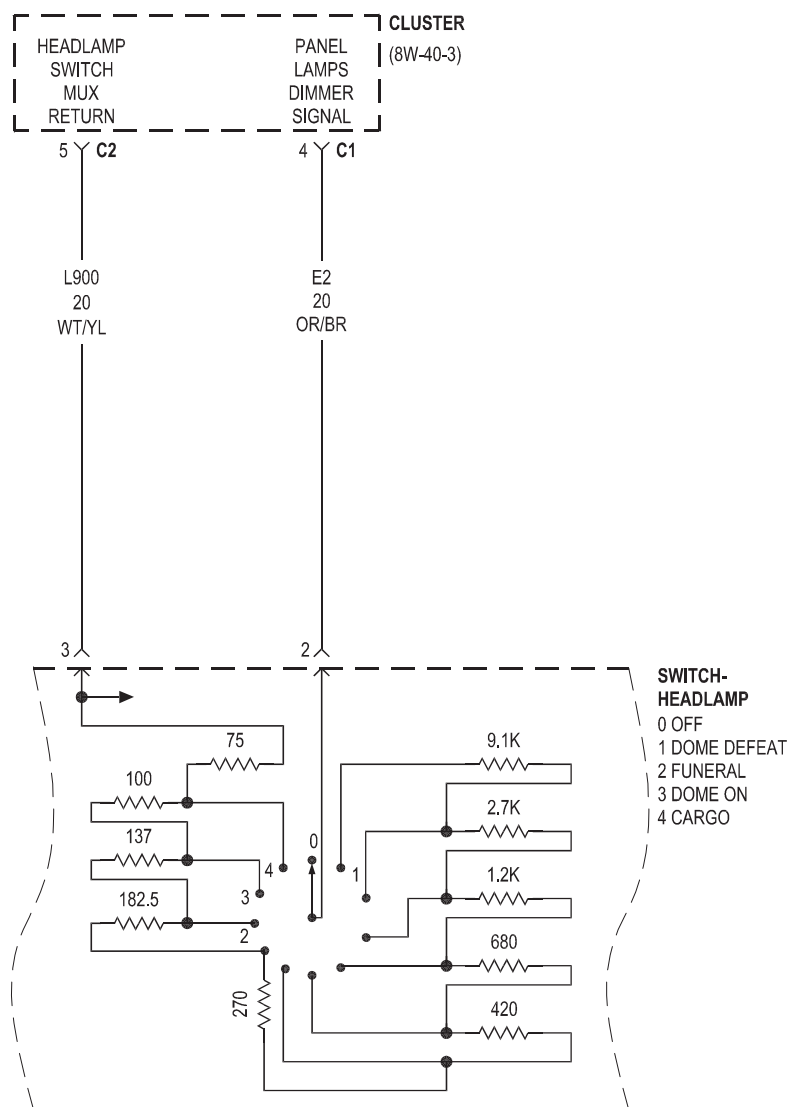 CLUSTER
(8W-40-3)
HEADLAMP
SWITCH
MUX
RETURN
PANEL
LAMPS
DIMMER
SIGNAL
5 C2
4 C1
L900
20
WT/YL
E2
20
OR/BR
3
2
SWITCH-
HEADLAMP
0 OFF
1 DOME DEFEAT
2 FUNERAL
3 DOME ON
4 CARGO
75
9.1K
100
2.7K
137
0
4
1
1.2K
3
182.5
2
680
270
420